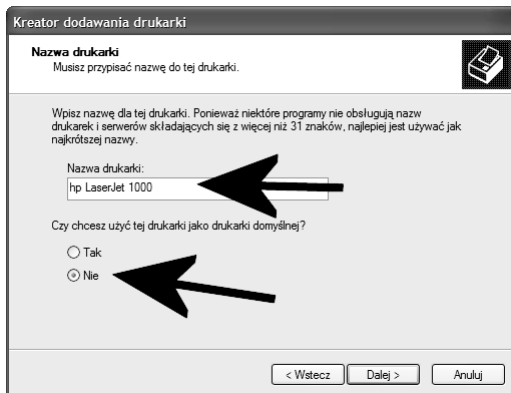 Kreator dodawania drukarki
Nazwa drukarki
Musisz przypisać nazwę do tej drukarki.
Wpisz nazwę dla tej drukarki. Ponieważ niektóre programy nie obsługują nazw
drukarek i serwerów składających się z więcej niż 31 znaków, najlepiej jest używać jak
najkrótszej nazwy.
Nazwa drukarki:
hp LaserJet 1000
Czy chcesz użyć tej drukarki jako drukarki domyślnej?
Tak
Nie
< Wstecz
Dalej >
Anuluj